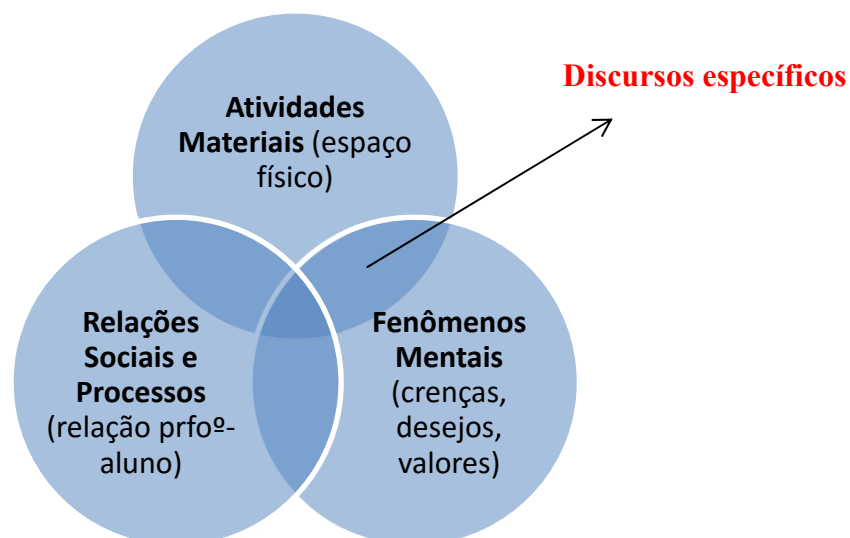 Discursos específicos
Atividades
Materiais (espaço
físico)
Relações
Sociais e
Processos
(relação prfoº-
aluno)
Fenômenos
Mentais
(crenças,
desejos,
valores)